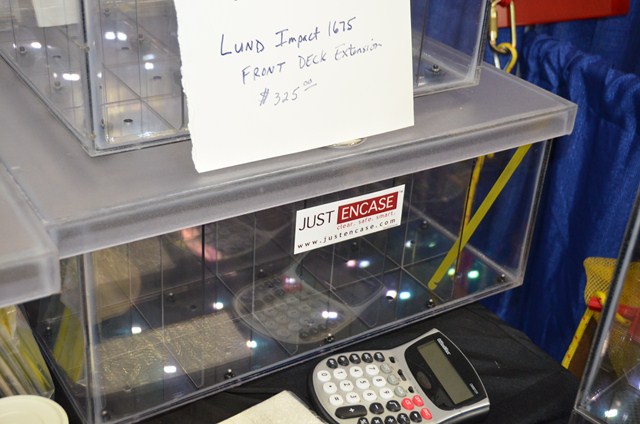 LUND Impact 1675
FRONT DECK Extension
$325.00
JUST ENCASE
clear. safe. smart.
www.justencase.com